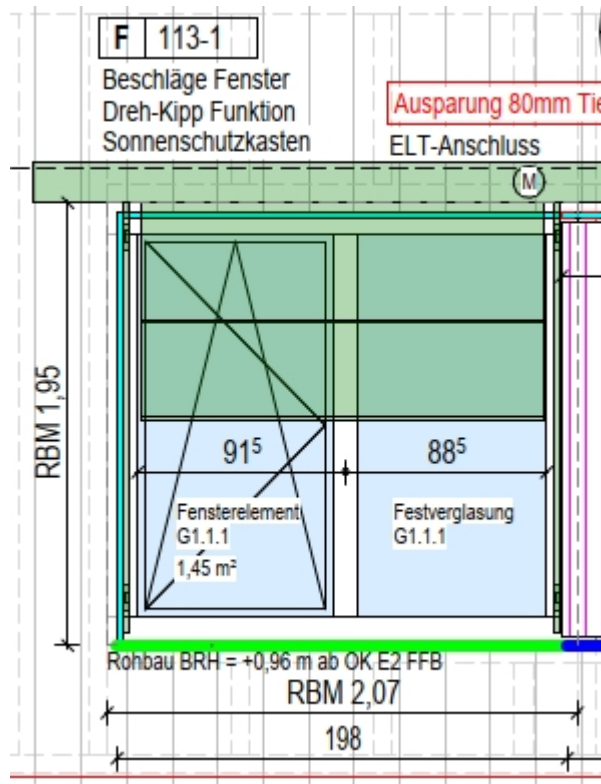 F 113-1
Beschläge Fenster
Dreh-Kipp Funktion
Sonnenschutzkasten
Ausparung 80mm
ELT-Anschluss
M
RBM 1,95
91⁵
88⁵
Fensterelement
G1.1.1
1,45 m²
Festverglasung
G1.1.1
Rohbau BRH = +0,96 m ab OK E2 FFB
RBM 2,07
198